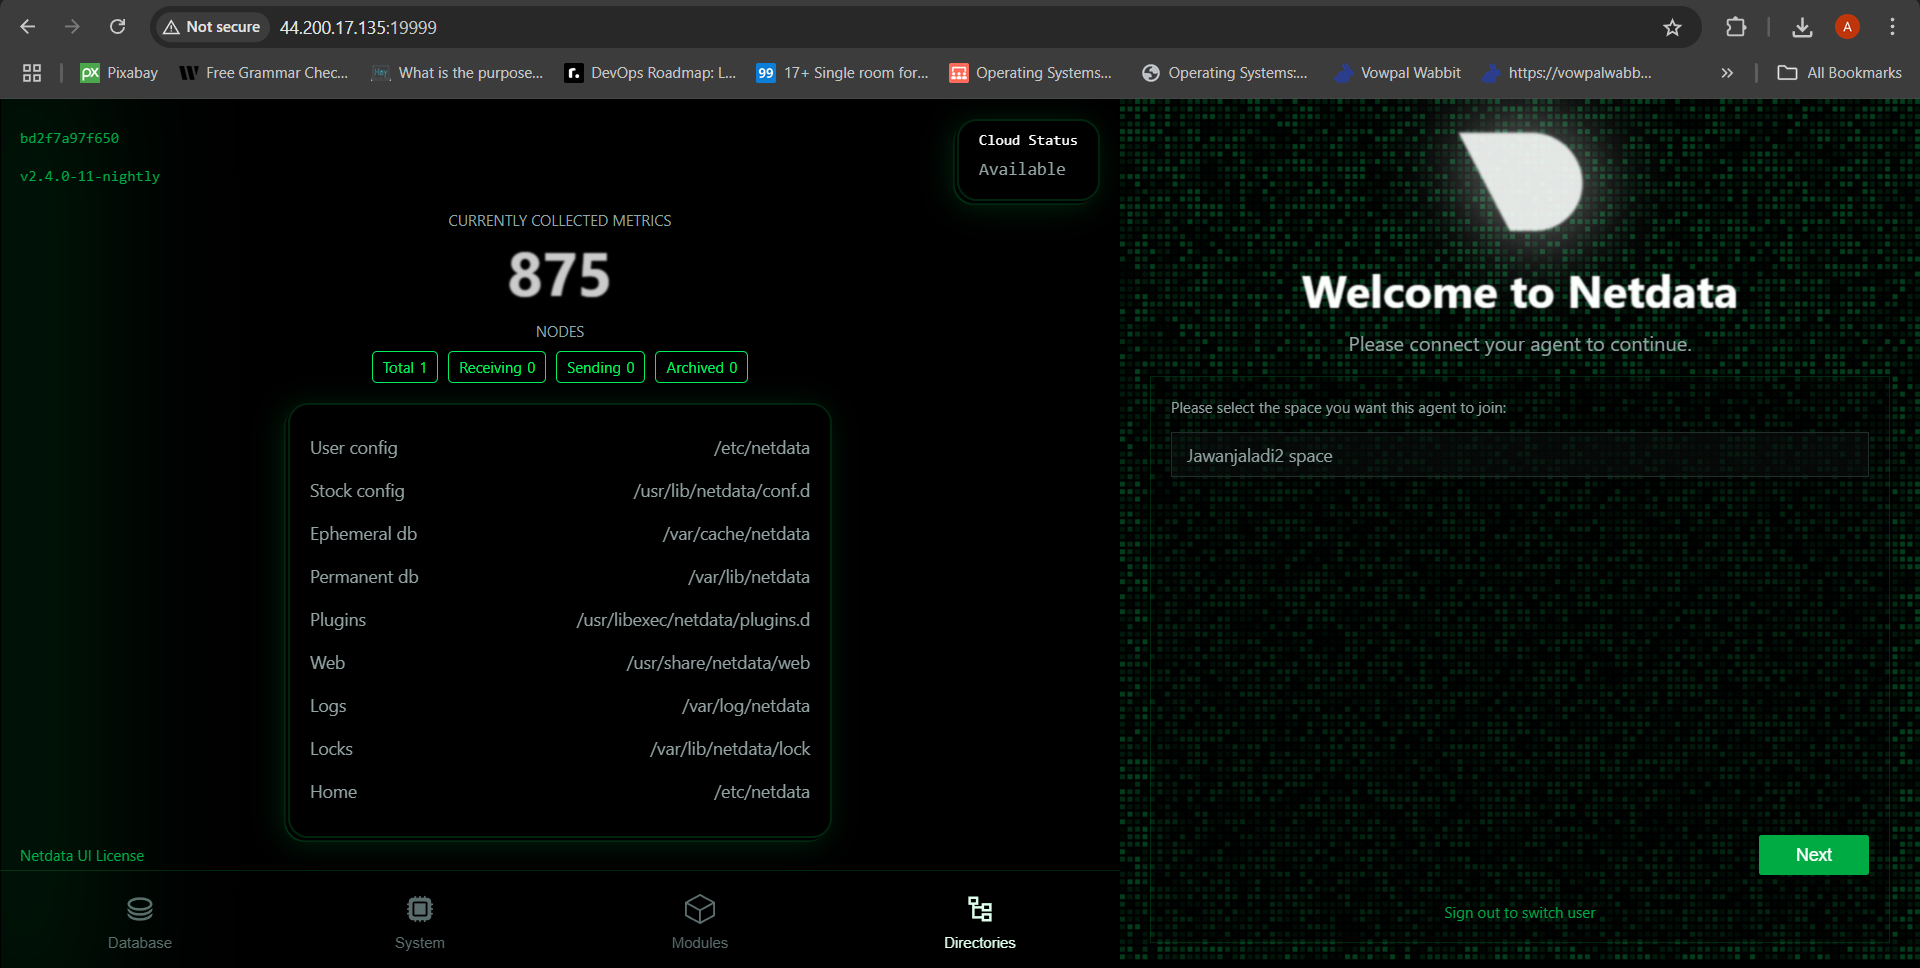 Not secure 44.200.17.135:19999
A
Pixabay
Free Grammar Chec...
What is the purpose...
DevOps Roadmap: L...
17+ Single room for...
Operating Systems...
Operating Systems:...
Vowpal Wabbit
https://vowpalwabb...
All Bookmarks
bd2f7a97f650
v2.4.0-11-nightly
Cloud Status
Available
CURRENTLY COLLECTED METRICS
875
NODES
Total 1
Receiving 0
Sending 0
Archived 0
User config /etc/netdata
Stock config /usr/lib/netdata/conf.d
Ephemeral db /var/cache/netdata
Permanent db /var/lib/netdata
Plugins /usr/libexec/netdata/plugins.d
Web /usr/share/netdata/web
Logs /var/log/netdata
Locks /var/lib/netdata/lock
Home /etc/netdata
Netdata UI License
Database
System
Modules
Directories
Welcome to Netdata
Please connect your agent to continue.
Please select the space you want this agent to join:
Jawanjaladi2 space
Next
Sign out to switch user